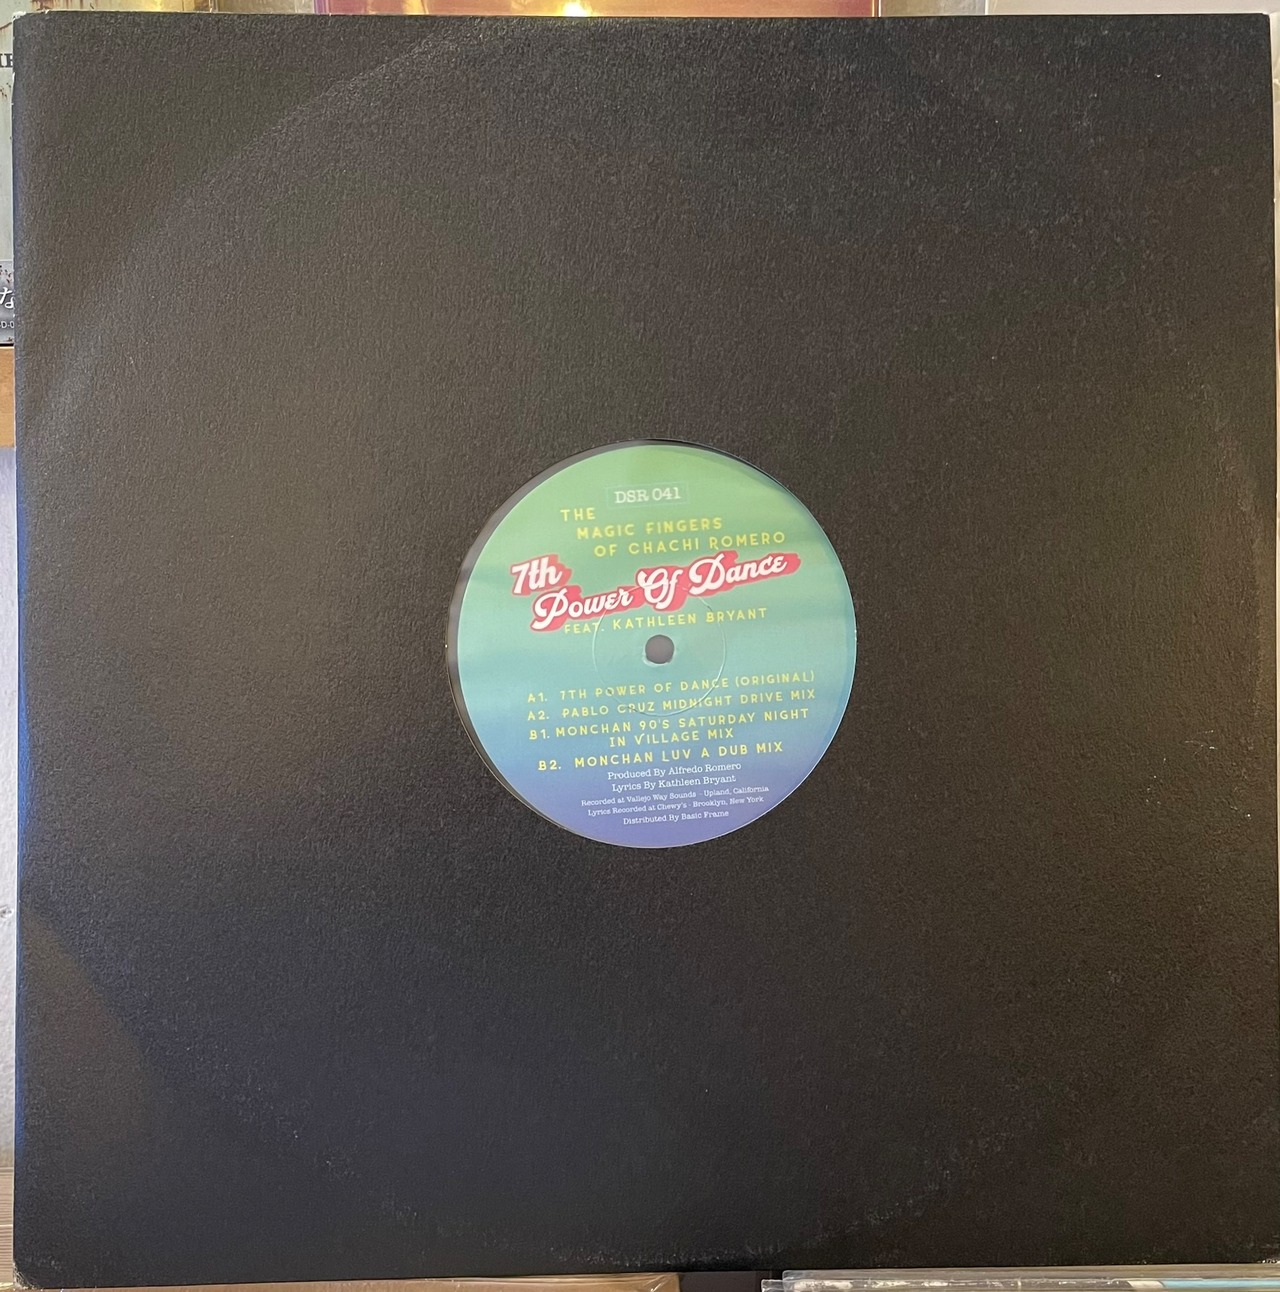 DSR 041
THE
MAGIC FINGERS
OF CHACHI ROMERO
7th
Power Of Dance
FEAT. KATHLEEN BRYANT
A1. 7TH POWER OF DANCE (ORIGINAL)
A2. PABLO CRUZ MIDNIGHT DRIVE MIX
B1. MONCHAN 90'S SATURDAY NIGHT
IN VILLAGE MIX
B2. MONCHAN LUV A DUB MIX
Produced By Alfredo Romero
Lyrics By Kathleen Bryant
Recorded at Vallejo Way Sounds - Upland, California
Lyrics Recorded at Chewy's - Brooklyn, New York
Distributed By Basic Frame